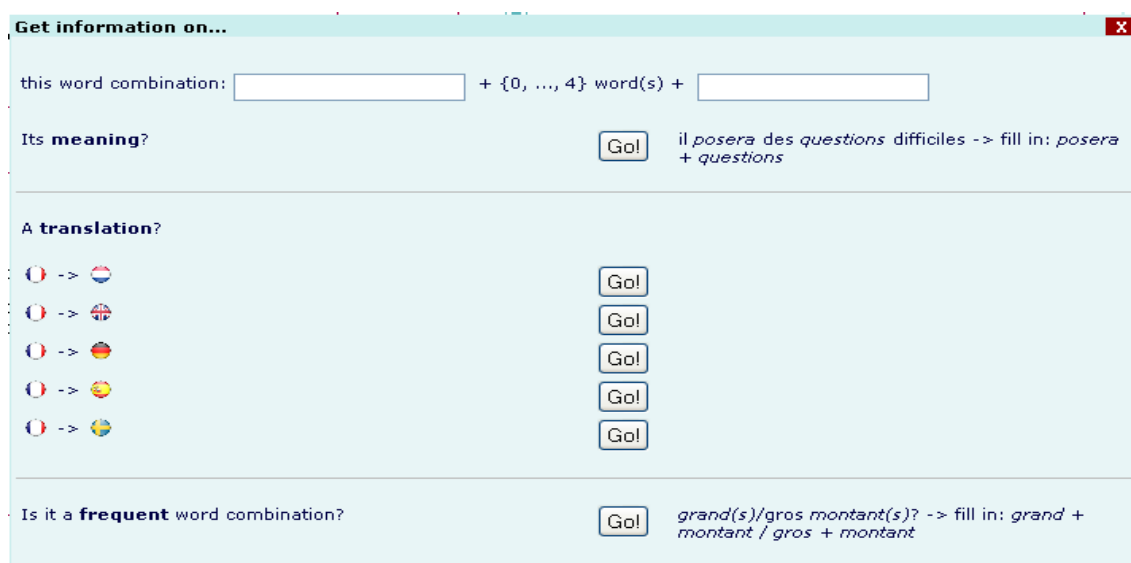 Get information on... X
this word combination: + {0, ..., 4} word(s) +
Its meaning? Go! il posera des questions difficiles -> fill in: posera
+ questions
A translation?
-> Go!
-> Go!
-> Go!
-> Go!
-> Go!
Is it a frequent word combination? Go! grand(s)/gros montant(s)? -> fill in: grand +
montant / gros + montant